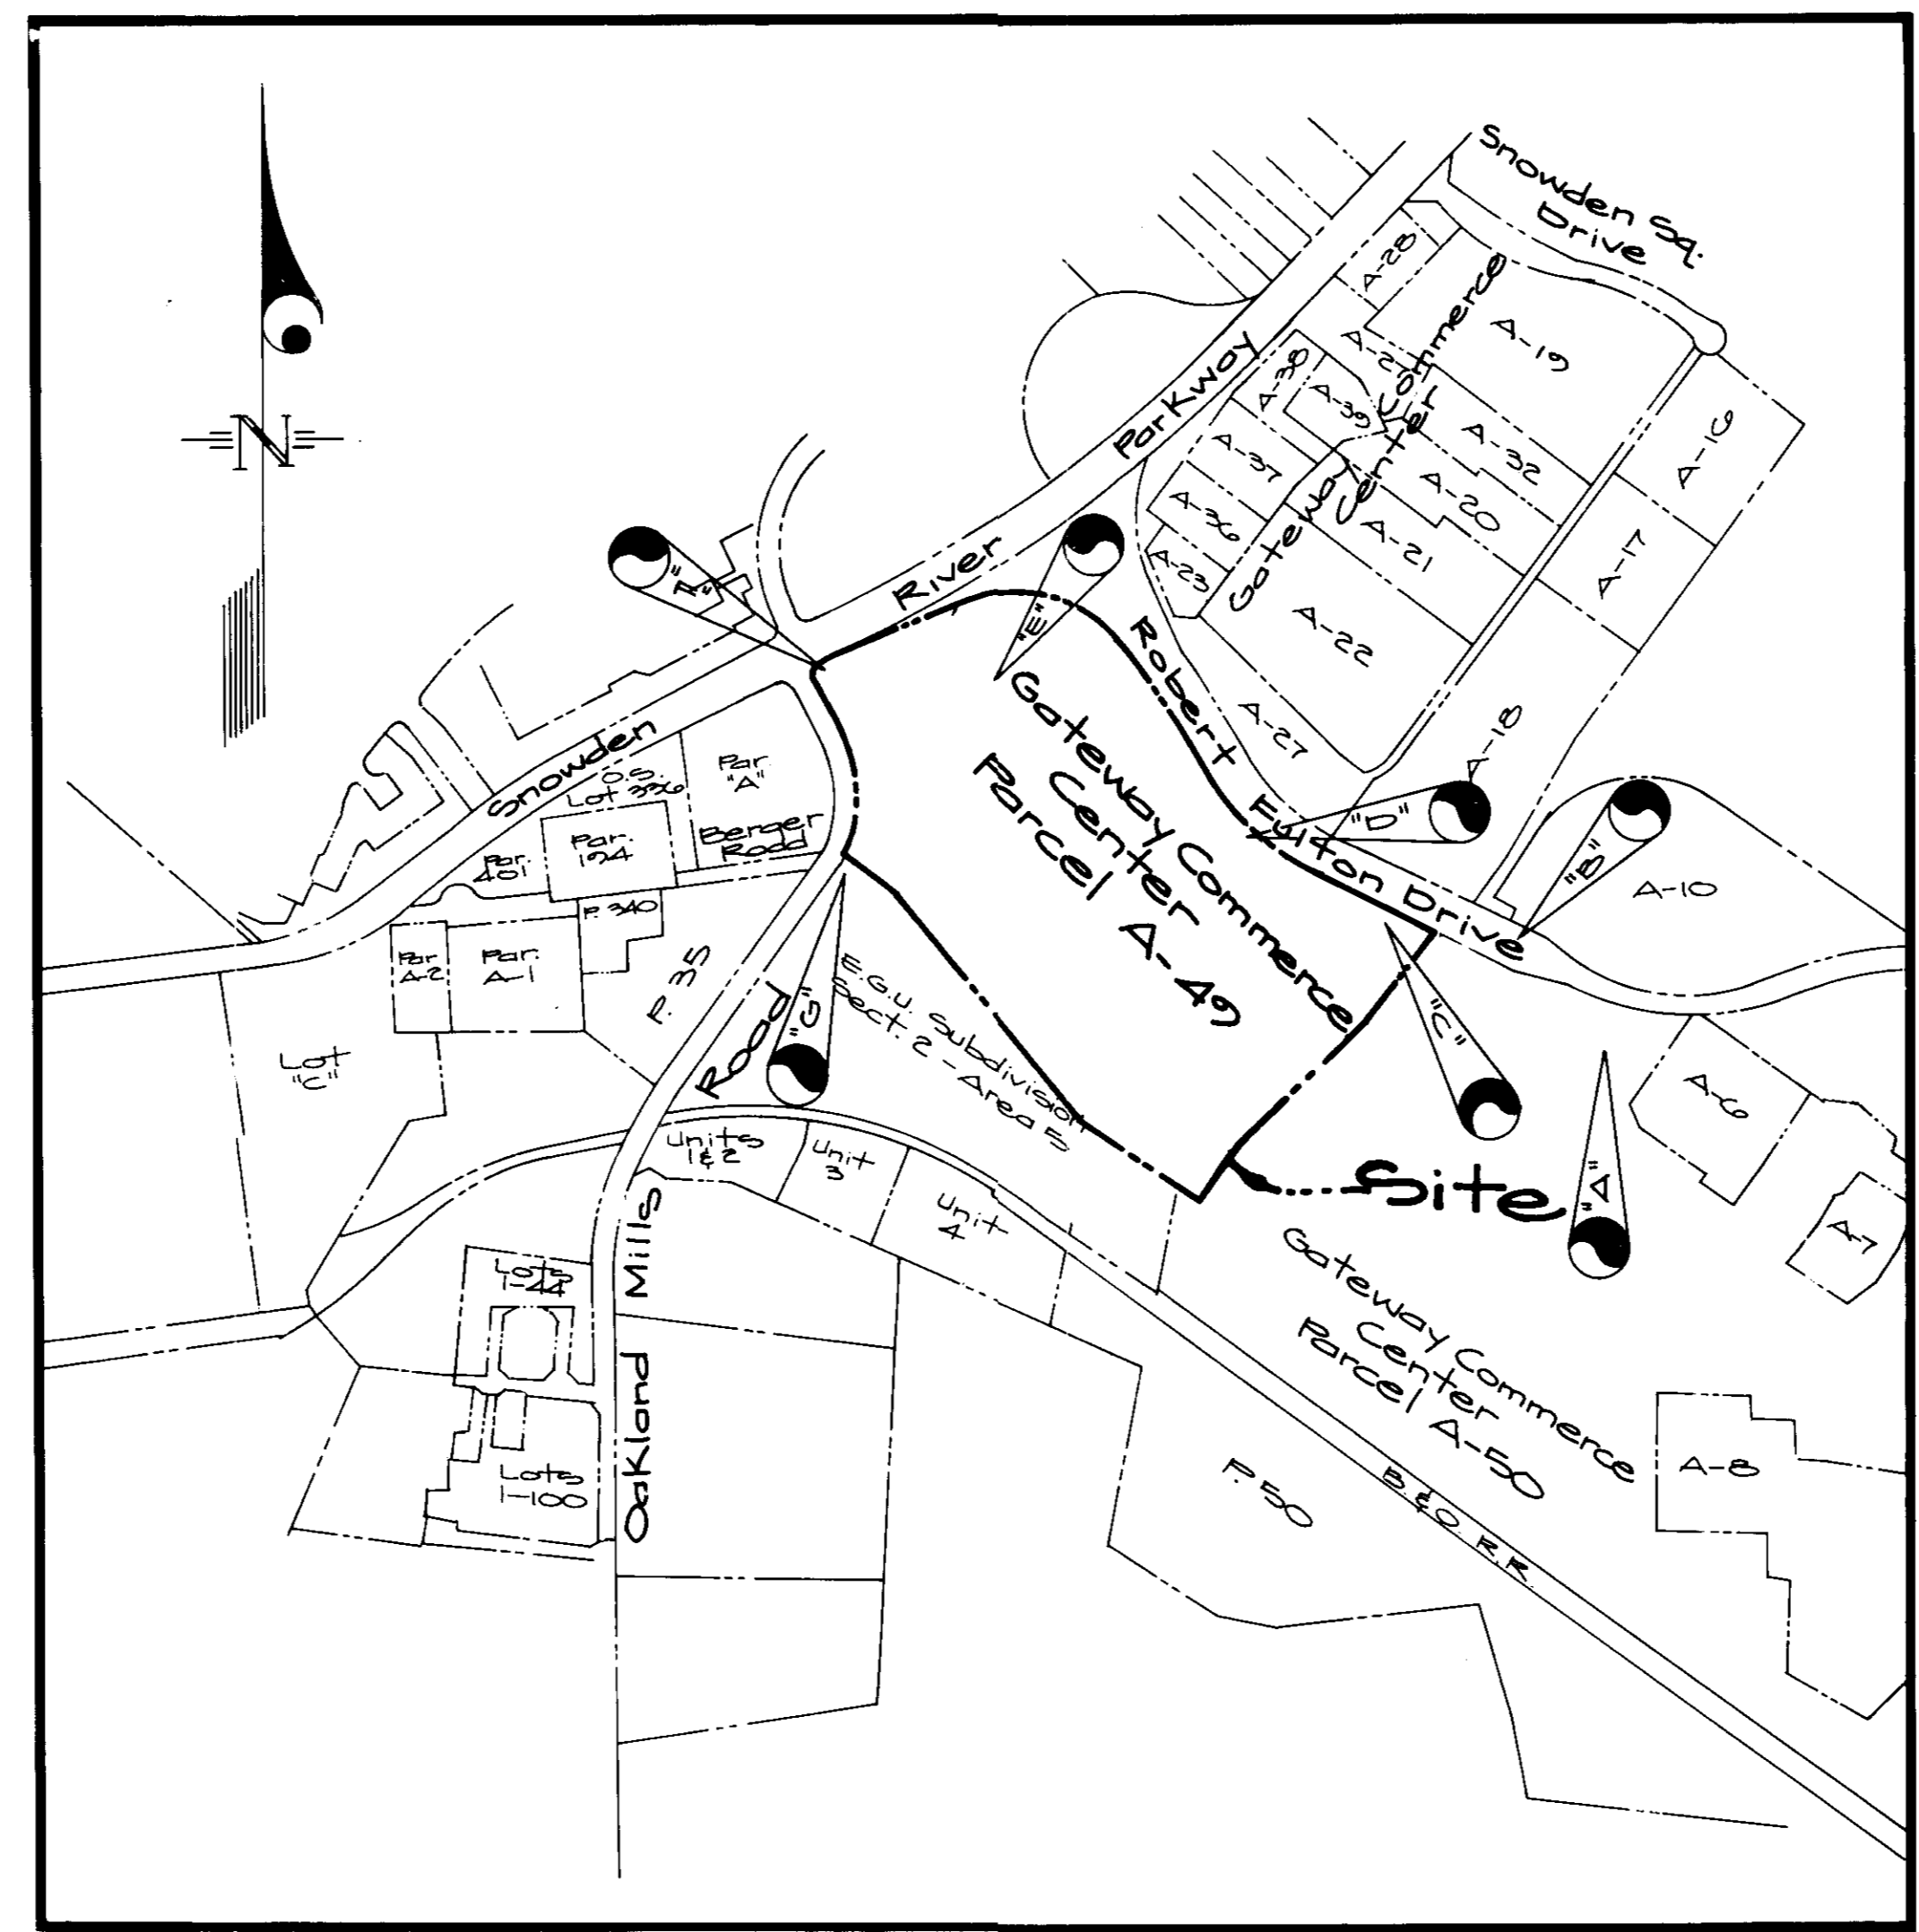 Snowden Sq.
Drive
A-28
Gateway Commerce
Center
A-19
A-38
A-39
A-32
A-16
A-37
A-20
A-36
A-21
A-17
A-23
A-22
A-27
A-18
N
Snowden River Parkway
"E"
Robert Fulton Drive
"D"
"B"
A-10
Gateway Commerce
Center
Parcel A-49
O.S.
Lot 336
Par.
"A"
Par.
194
Berger
Road
Par.
401
P. 340
Par
A-2
Par.
A-1
P. 35
Lot
"C"
"G"
E.G.U. Subdivision
Sect. 2 - Area 5
"C"
A-6
"A"
A-7
Site
Units
1 & 2
Unit
3
Unit
4
Oakland Mills Road
Lots
1-44
Lots
1-100
Gateway Commerce
Center
Parcel A-50
A-8
P. 50
B. & O. R.R.